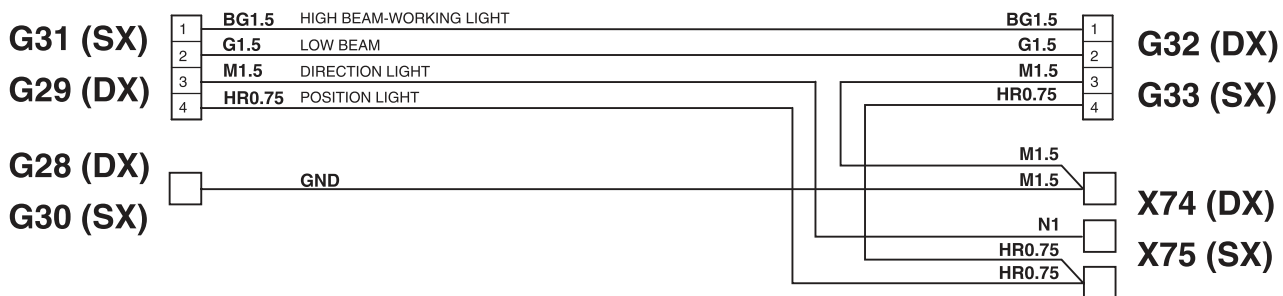 BG1.5 HIGH BEAM-WORKING LIGHT BG1.5
G31 (SX) 1 1 G32 (DX)
G1.5 LOW BEAM G1.5
2 2
M1.5 DIRECTION LIGHT M1.5
G29 (DX) 3 3 G33 (SX)
HR0.75 POSITION LIGHT HR0.75
4 4
M1.5
G28 (DX)
GND M1.5
X74 (DX)
G30 (SX)
N1
HR0.75 X75 (SX)
HR0.75